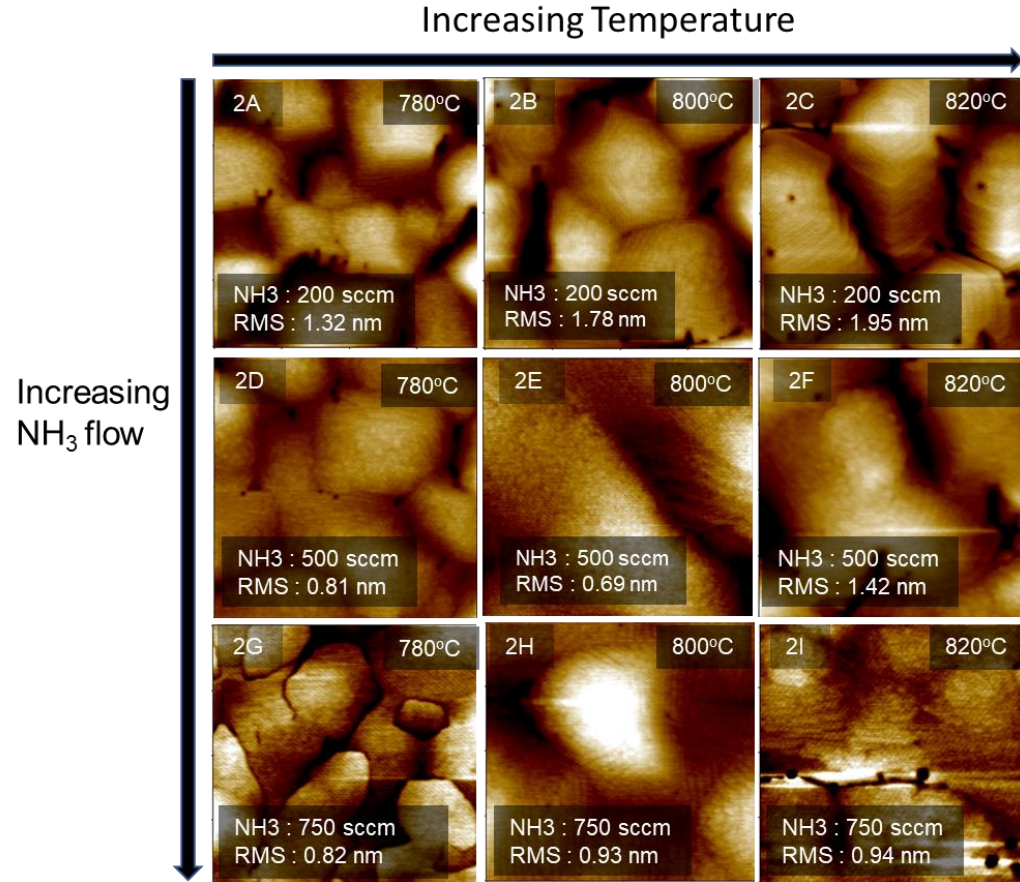 Increasing Temperature
2A 780°C
2B 800°C
2C 820°C
NH3 : 200 sccm
RMS : 1.32 nm
NH3 : 200 sccm
RMS : 1.78 nm
NH3 : 200 sccm
RMS : 1.95 nm
Increasing
NH₃ flow
2D 780°C
2E 800°C
2F 820°C
NH3 : 500 sccm
RMS : 0.81 nm
NH3 : 500 sccm
RMS : 0.69 nm
NH3 : 500 sccm
RMS : 1.42 nm
2G 780°C
2H 800°C
2I 820°C
NH3 : 750 sccm
RMS : 0.82 nm
NH3 : 750 sccm
RMS : 0.93 nm
NH3 : 750 sccm
RMS : 0.94 nm